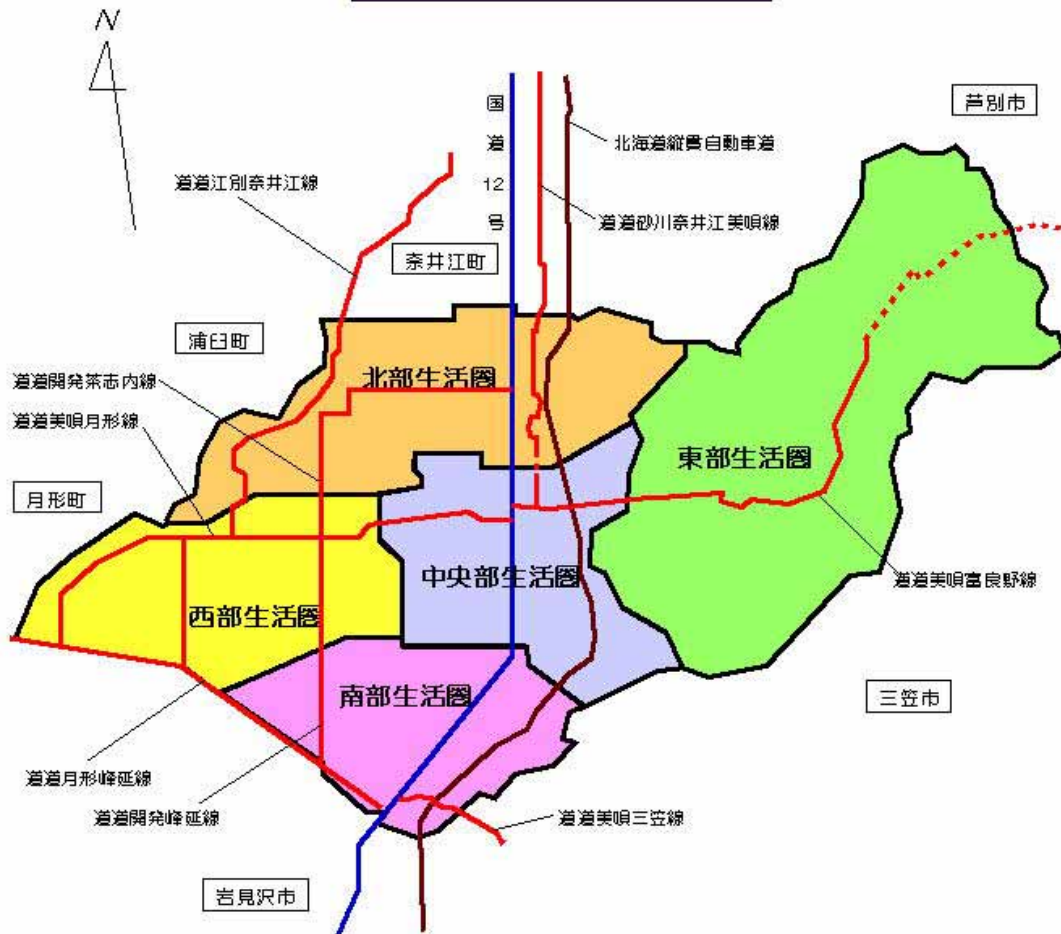 N
芦別市
国道12号
北海道縦貫自動車道
道道江別奈井江線
道道砂川奈井江美唄線
奈井江町
浦臼町
北部生活圏
道道開発茶志内線
道道美唄月形線
東部生活圏
月形町
中央部生活圏
道道美唄富良野線
西部生活圏
南部生活圏
三笠市
道道月形峰延線
道道開発峰延線
道道美唄三笠線
岩見沢市